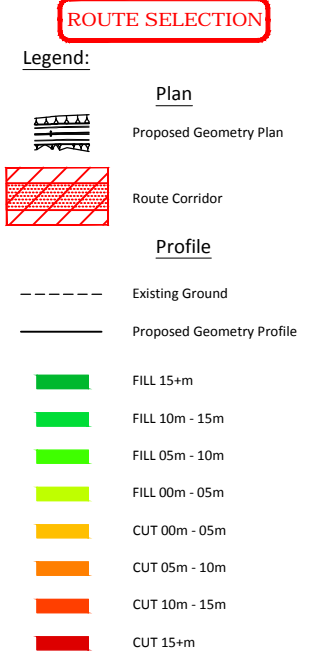 ROUTE SELECTION
Legend:
Plan
Proposed Geometry Plan
Route Corridor
Profile
Existing Ground
Proposed Geometry Profile
FILL 15+m
FILL 10m - 15m
FILL 05m - 10m
FILL 00m - 05m
CUT 00m - 05m
CUT 05m - 10m
CUT 10m - 15m
CUT 15+m